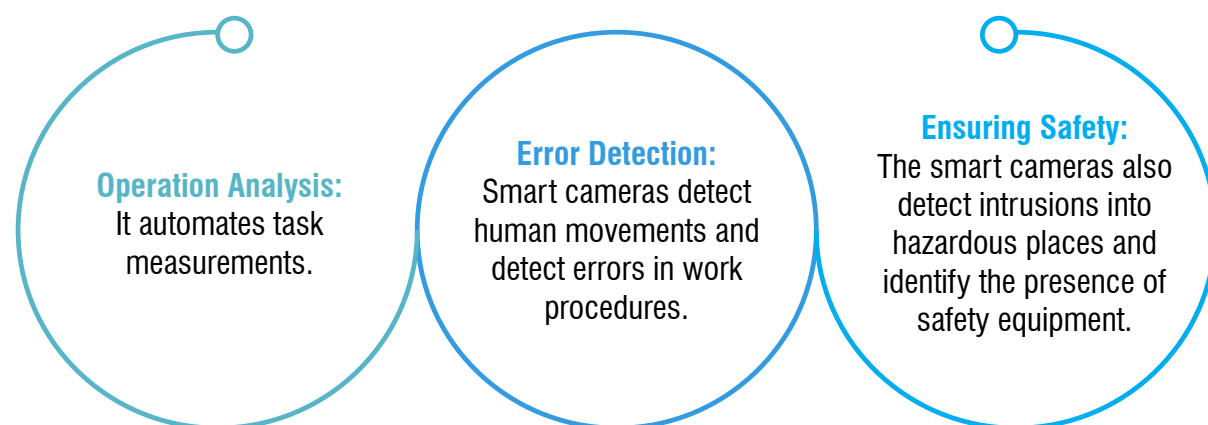 Operation Analysis:
It automates task
measurements.
Error Detection:
Smart cameras detect
human movements and
detect errors in work
procedures.
Ensuring Safety:
The smart cameras also
detect intrusions into
hazardous places and
identify the presence of
safety equipment.